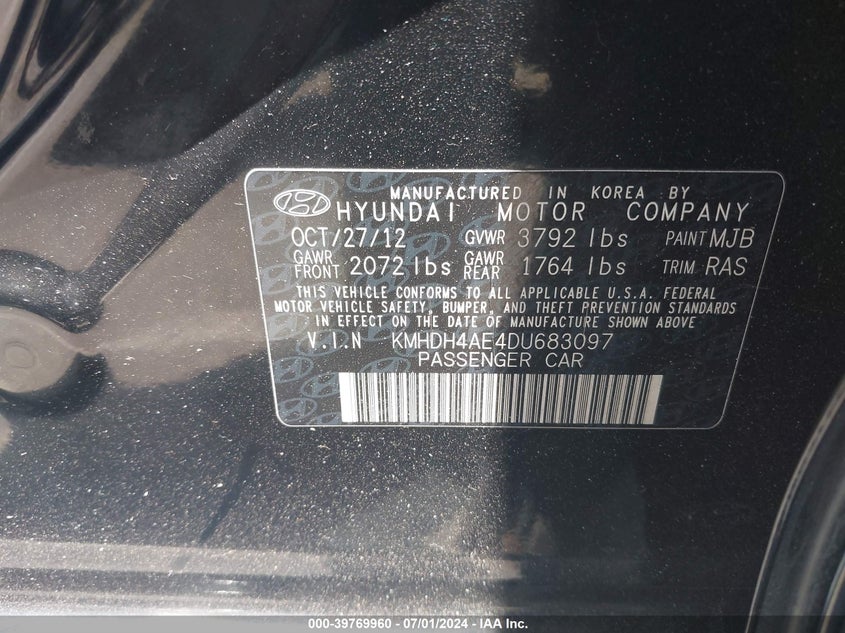 MANUFACTURED IN KOREA BY
HYUNDAI MOTOR COMPANY
OCT/27/12 GVWR 3792 lbs PAINT MJB
GAWR FRONT 2072 lbs GAWR REAR 1764 lbs TRIM RAS
THIS VEHICLE CONFORMS TO ALL APPLICABLE U.S.A. FEDERAL
MOTOR VEHICLE SAFETY, BUMPER, AND THEFT PREVENTION STANDARDS
IN EFFECT ON THE DATE OF MANUFACTURE SHOWN ABOVE
V.I.N KMHDH4AE4DU683097
PASSENGER CAR
000-39769960 - 07/01/2024 - IAA Inc.